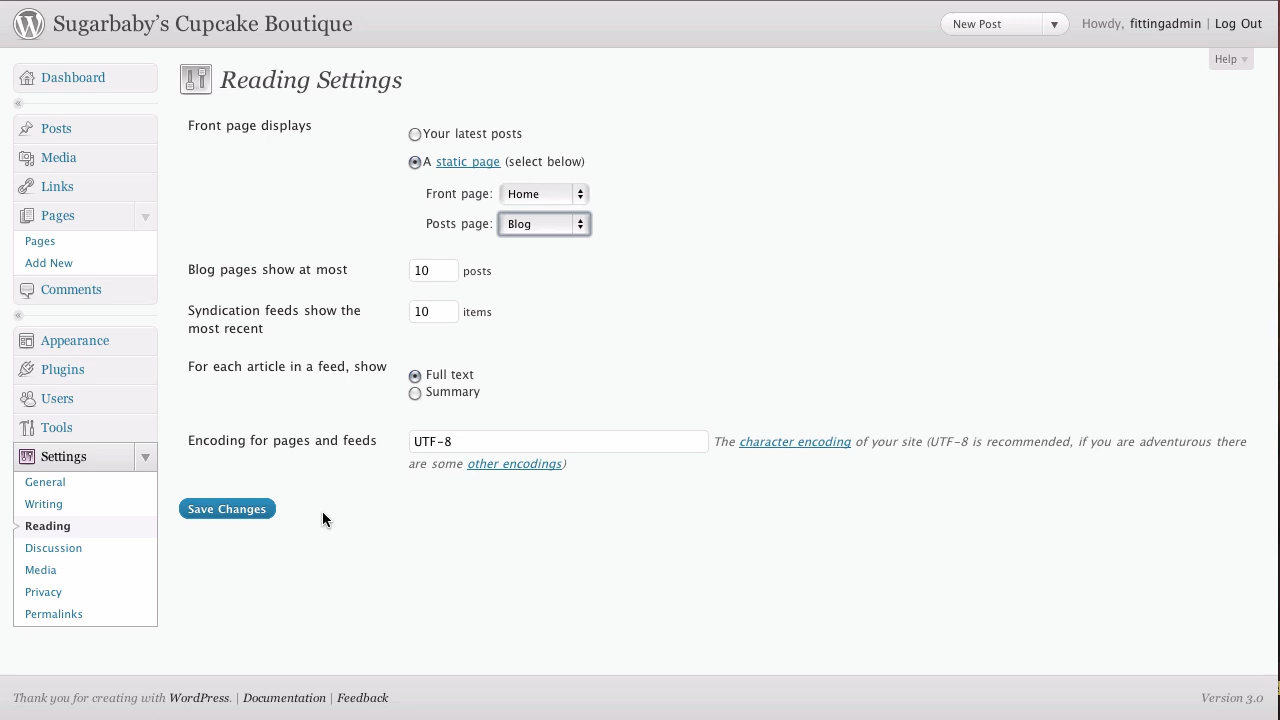 Sugarbaby's Cupcake Boutique
New Post
Howdy, fittingadmin | Log Out
Help
Dashboard
Posts
Media
Links
Pages
Pages
Add New
Comments
Appearance
Plugins
Users
Tools
Settings
General
Writing
Reading
Discussion
Media
Privacy
Permalinks
Reading Settings
Front page displays
Your latest posts
A static page (select below)
Front page: Home
Posts page: Blog
Blog pages show at most
10 posts
Syndication feeds show the
most recent
10 items
For each article in a feed, show
Full text
Summary
Encoding for pages and feeds
UTF-8 The character encoding of your site (UTF-8 is recommended, if you are adventurous there
are some other encodings)
Save Changes
Thank you for creating with WordPress. | Documentation | Feedback
Version 3.0